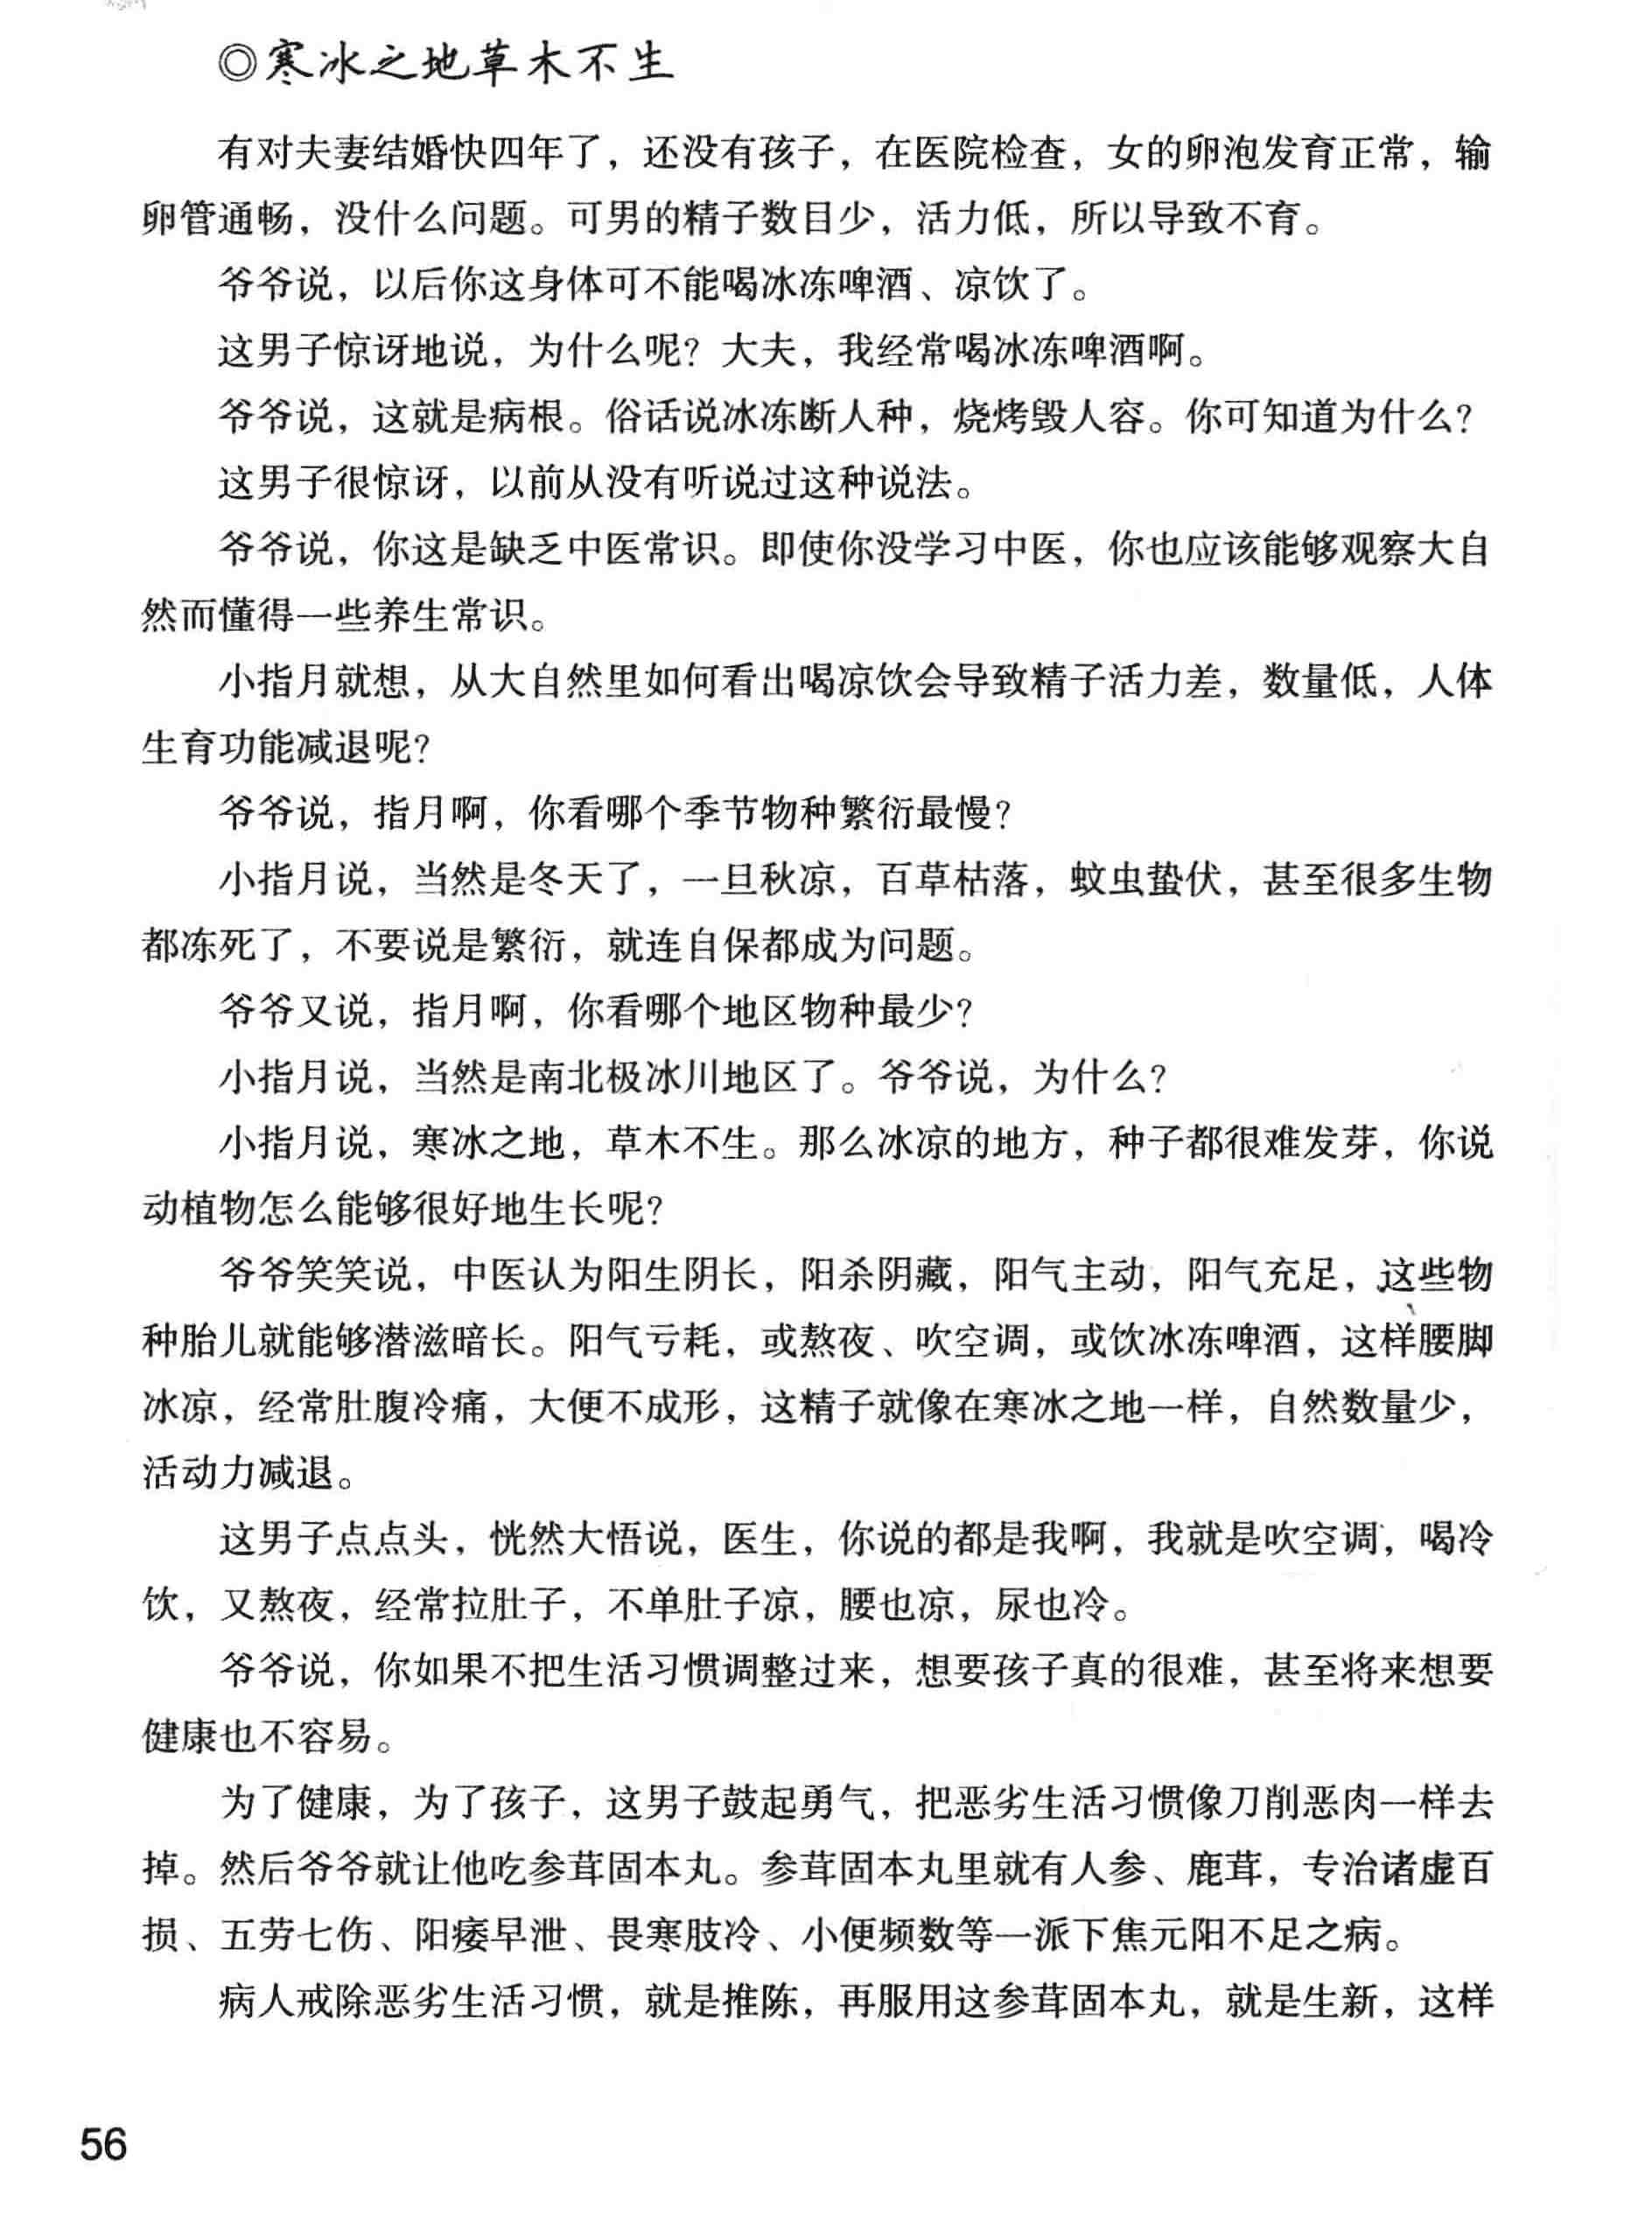 ◎寒冰之地草木不生
有对夫妻结婚快四年了，还没有孩子，在医院检查，女的卵泡发育正常，输
卵管通畅，没什么问题。可男的精子数目少，活力低，所以导致不育。
爷爷说，以后你这身体可不能喝冰冻啤酒、凉饮了。
这男子惊讶地说，为什么呢？大夫，我经常喝冰冻啤酒啊。
爷爷说，这就是病根。俗话说冰冻断人种，烧烤毁人容。你可知道为什么？
这男子很惊讶，以前从没有听说过这种说法。
爷爷说，你这是缺乏中医常识。即使你没学习中医，你也应该能够观察大自
然而懂得一些养生常识。
小指月就想，从大自然里如何看出喝凉饮会导致精子活力差，数量低，人体
生育功能减退呢？
爷爷说，指月啊，你看哪个季节物种繁衍最慢？
小指月说，当然是冬天了，一旦秋凉，百草枯落，蚊虫蛰伏，甚至很多生物
都冻死了，不要说是繁衍，就连自保都成为问题。
爷爷又说，指月啊，你看哪个地区物种最少？
小指月说，当然是南北极冰川地区了。爷爷说，为什么？
小指月说，寒冰之地，草木不生。那么冰凉的地方，种子都很难发芽，你说
动植物怎么能够很好地生长呢？
爷爷笑笑说，中医认为阳生阴长，阳杀阴藏，阳气主动，阳气充足，这些物
种胎儿就能够潜滋暗长。阳气亏耗，或熬夜、吹空调，或饮冰冻啤酒，这样腰脚
冰凉，经常肚腹冷痛，大便不成形，这精子就像在寒冰之地一样，自然数量少，
活动力减退。
这男子点点头，恍然大悟说，医生，你说的都是我啊，我就是吹空调，喝冷
饮，又熬夜，经常拉肚子，不单肚子凉，腰也凉，尿也冷。
爷爷说，你如果不把生活习惯调整过来，想要孩子真的很难，甚至将来想要
健康也不容易。
为了健康，为了孩子，这男子鼓起勇气，把恶劣生活习惯像刀削恶肉一样去
掉。然后爷爷就让他吃参茸固本丸。参茸固本丸里就有人参、鹿茸，专治诸虚百
损、五劳七伤、阳痿早泄、畏寒肢冷、小便频数等一派下焦元阳不足之病。
病人戒除恶劣生活习惯，就是推陈，再服用这参茸固本丸，就是生新，这样
56